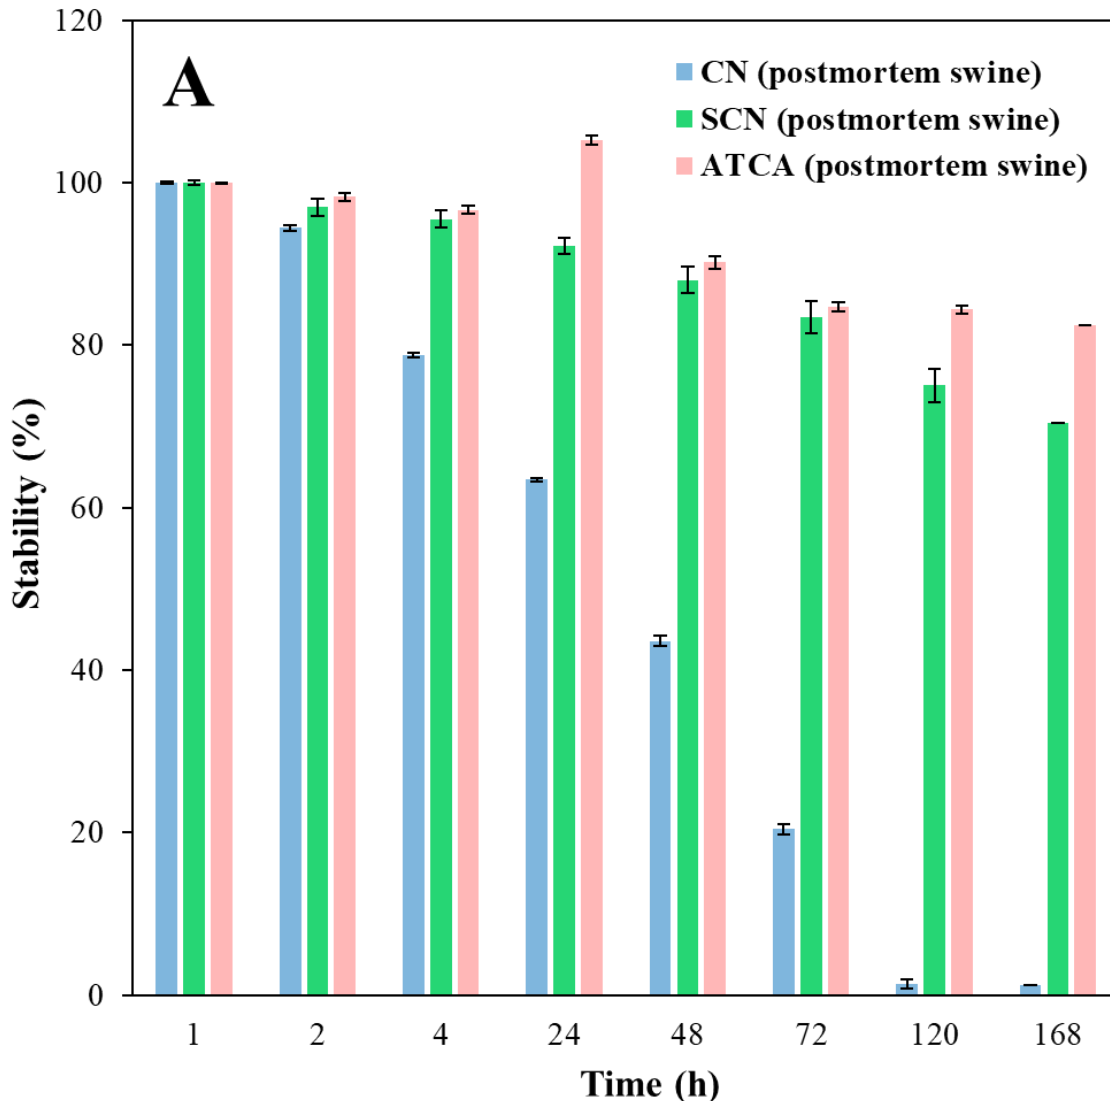 A
CN (postmortem swine)
SCN (postmortem swine)
ATCA (postmortem swine)
Stability (%)
120
100
80
60
40
20
0
1 2 4 24 48 72 120 168
Time (h)